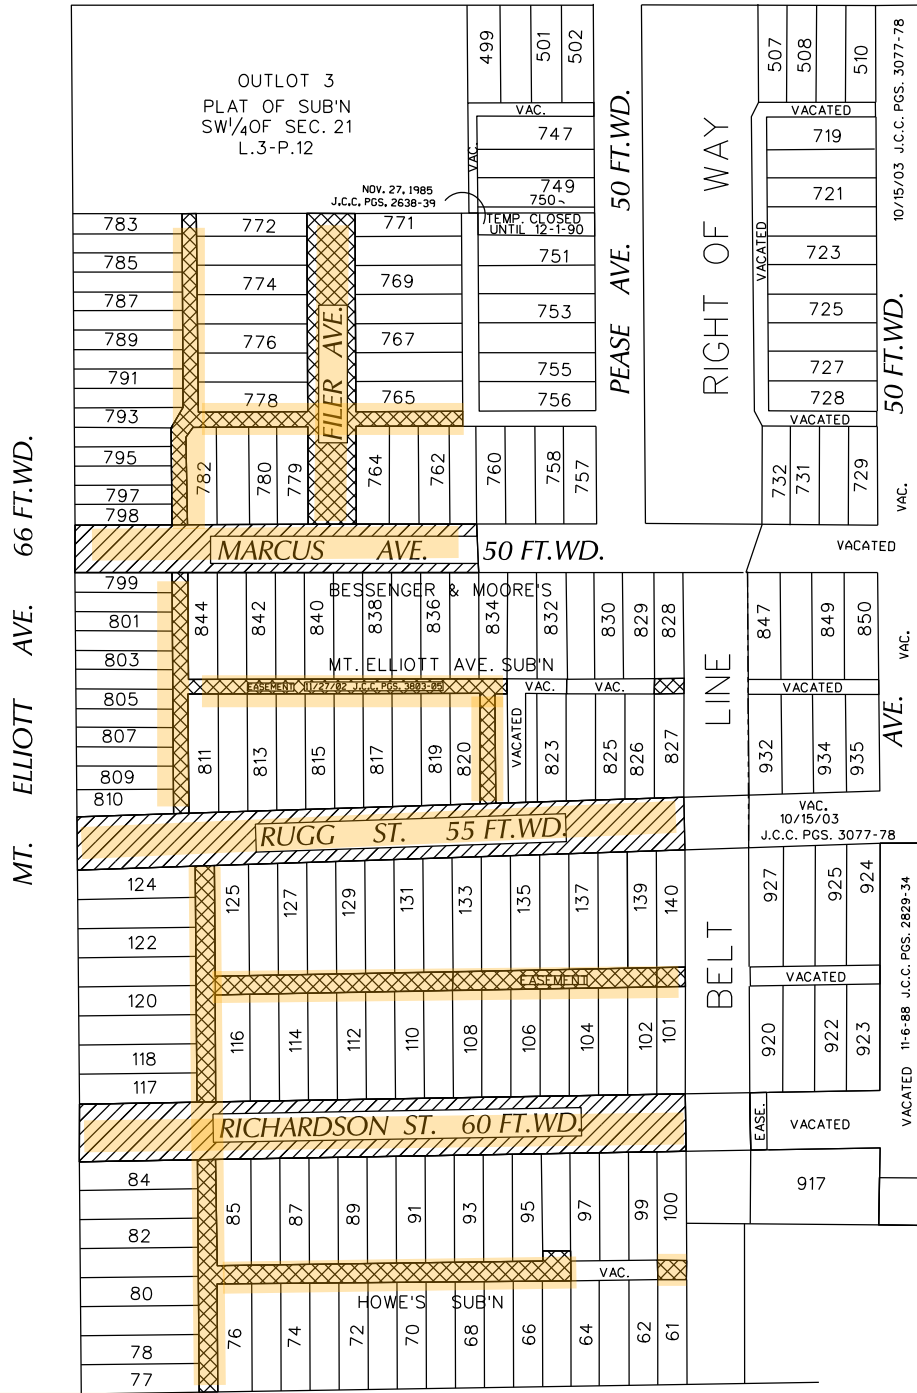 OUTLOT 3
PLAT OF SUB'N
SW¼OF SEC. 21
L.3-P.12
499 501 502
VAC.
VAC.
747
749
750
NOV. 27, 1985
J.C.C. PGS. 2638-39
TEMP. CLOSED
UNTIL 12-1-90
751
753
755
756
PEASE AVE. 50 FT.WD.
RIGHT OF WAY
507 508 510
VACATED
719
721
723
725
727
728
VACATED
VACATED
732 731 729
10/15/03 J.C.C. PGS. 3077-78
50 FT.WD.
VAC.
783
785
787
789
791
793
795
797
798
772
774
776
778
FILER AVE.
771
769
767
765
782 780 779 764 762 760 758 757
MT. ELLIOTT AVE. 66 FT.WD.
MARCUS AVE. 50 FT.WD.
VACATED
799
801
803
805
807
809
810
BESSENGER & MOORE'S
844 842 840 838 836 834 832 830 829 828
MT. ELLIOTT AVE. SUB'N
EASEMENT 11/27/02 J.C.C. PGS. 3803-05
VAC. VAC.
VACATED
811 813 815 817 819 820 823 825 826 827
LINE
847 849 850
VACATED
932 934 935
VAC.
AVE.
RUGG ST. 55 FT.WD.
VAC.
10/15/03
J.C.C. PGS. 3077-78
124
122
120
118
117
125 127 129 131 133 135 137 139 140
EASEMENT
116 114 112 110 108 106 104 102 101
BELT
927 925 924
VACATED
920 922 923
VACATED 11-6-88 J.C.C. PGS. 2829-34
RICHARDSON ST. 60 FT.WD.
EASE.
VACATED
917
84
82
80
78
77
85 87 89 91 93 95 97 99 100
VAC.
HOWE'S SUB'N
76 74 72 70 68 66 64 62 61